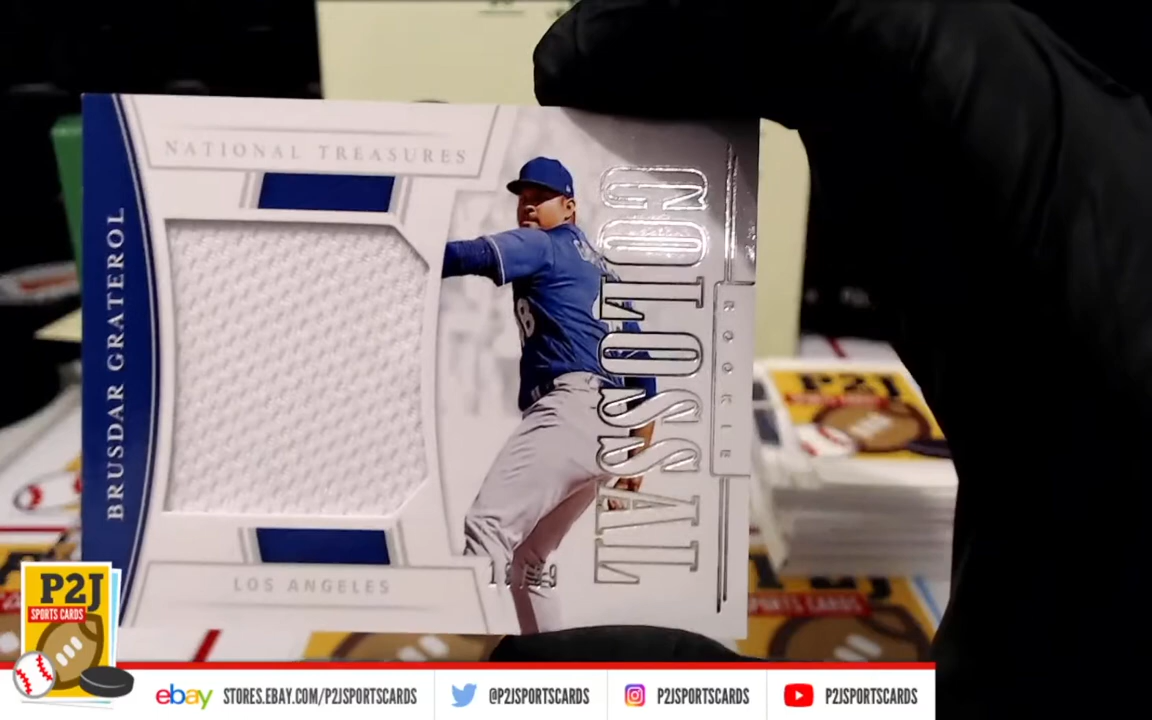 NATIONAL TREASURES
BRUSDAR GRATEROL
COLOSSAL
ROOKIE
LOS ANGELES
P2J
P2J
SPORTS CARDS
ebay STORES.EBAY.COM/P2JSPORTSCARDS
@P2JSPORTSCARDS
P2JSPORTSCARDS
P2JSPORTSCARDS